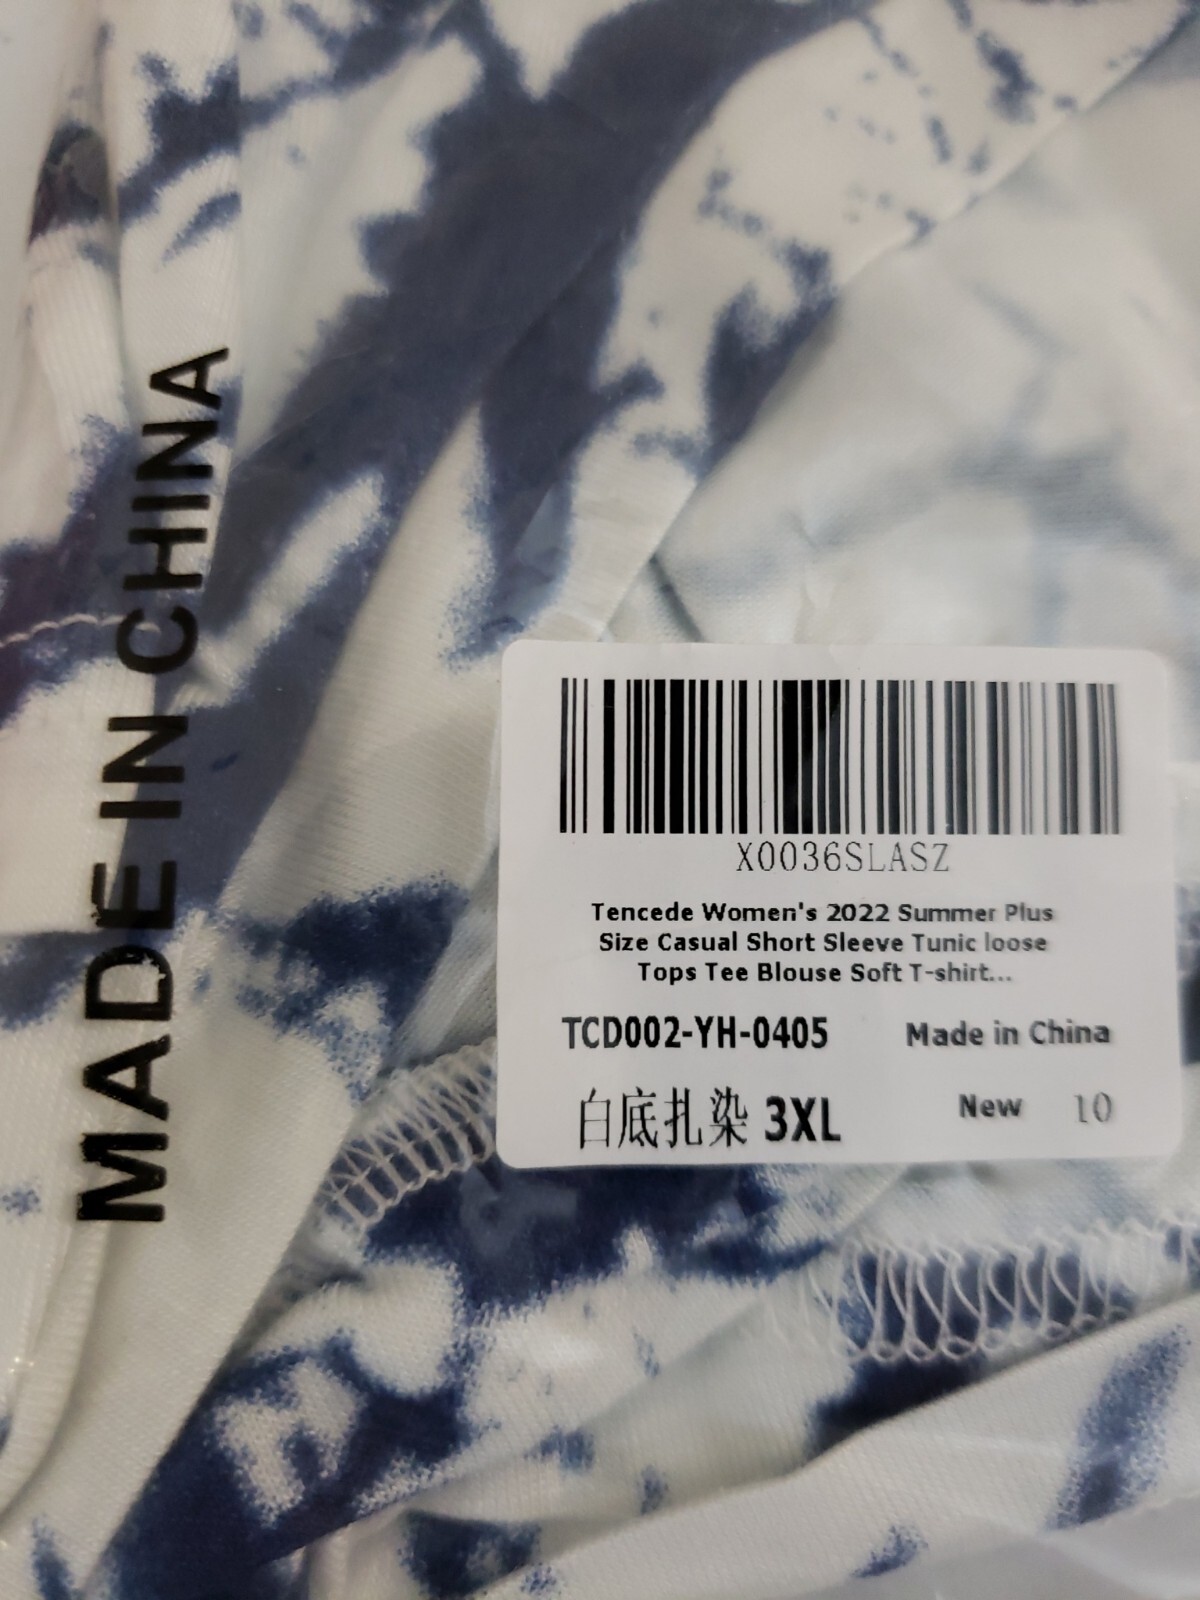 MADE IN CHINA
X0036SLASZ
Tencede Women's 2022 Summer Plus
Size Casual Short Sleeve Tunic loose
Tops Tee Blouse Soft T-shirt...
TCD002-YH-0405 Made in China
白底扎染 3XL New 10